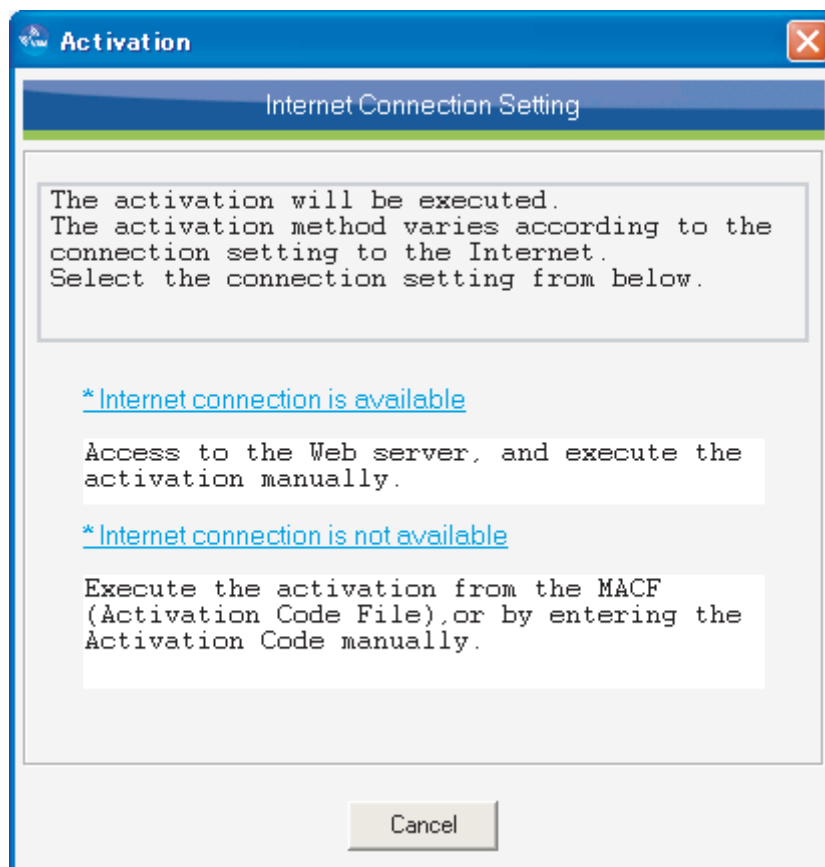 Activation
Internet Connection Setting
The activation will be executed.
The activation method varies according to the
connection setting to the Internet.
Select the connection setting from below.
* Internet connection is available
Access to the Web server, and execute the
activation manually.
* Internet connection is not available
Execute the activation from the MACF
(Activation Code File),or by entering the
Activation Code manually.
Cancel